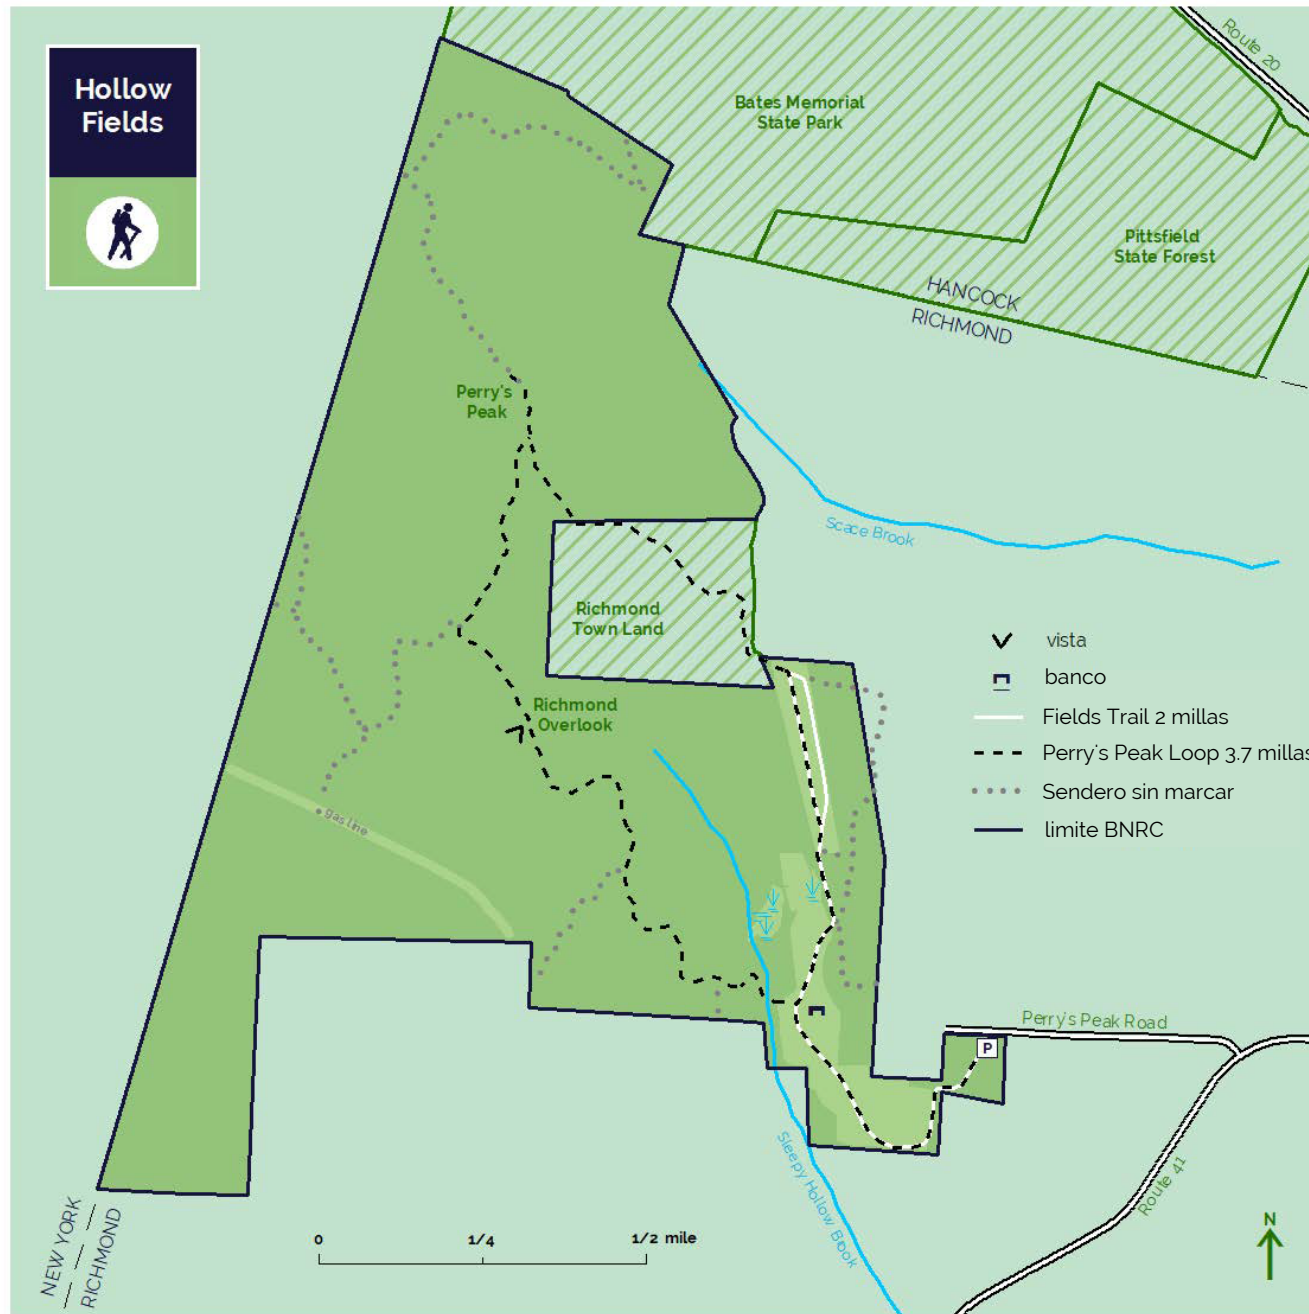 Hollow
Fields
Route 20
Bates Memorial
State Park
Pittsfield
State Forest
HANCOCK
RICHMOND
Perry's
Peak
Scace Brook
Richmond
Town Land
Richmond
Overlook
vista
banco
Fields Trail 2 millas
Perry's Peak Loop 3.7 millas
Sendero sin marcar
limite BNRC
gas line
Perry's Peak Road
P
Sleepy Hollow Brook
Route 41
NEW YORK
RICHMOND
0 1/4 1/2 mile
N